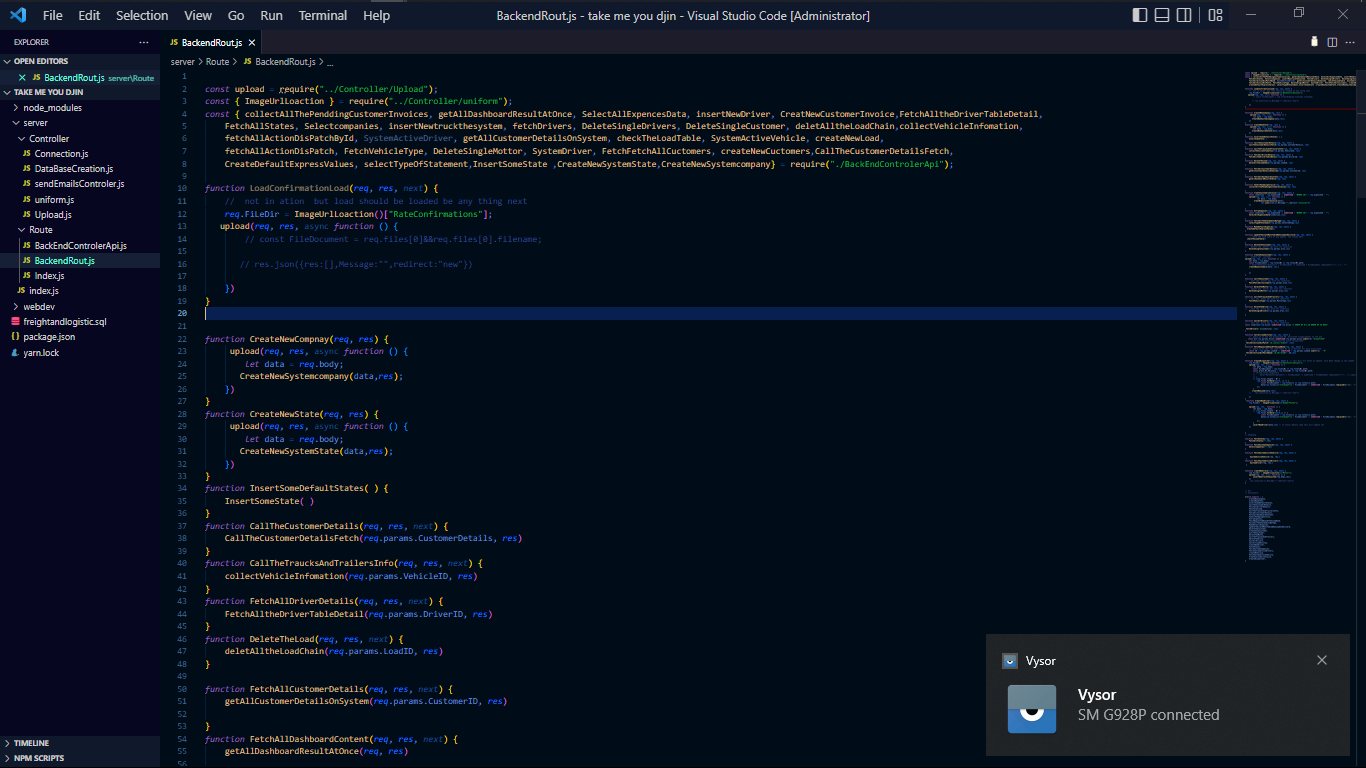 File Edit Selection View Go Run Terminal Help
BackendRout.js - take me you djin - Visual Studio Code [Administrator]
EXPLORER
OPEN EDITORS
JS BackendRout.js server\Route
TAKE ME YOU DJIN
node_modules
server
Controller
JS Connection.js
JS DataBaseCreation.js
JS sendEmailsControler.js
JS uniform.js
JS Upload.js
Route
JS BackEndControlerApi.js
JS BackendRout.js
JS Index.js
JS index.js
webdev
freightandlogistic.sql
{} package.json
yarn.lock
TIMELINE
NPM SCRIPTS
JS BackendRout.js
server > Route > JS BackendRout.js > ...
1
2 const upload = require("../Controller/Upload");
3 const { ImageUrlLoaction } = require("../Controller/uniform");
4 const { collectAllThePenddingCustomerInvoices, getAllDashboardResultAtOnce, SelectAllExpencesData, insertNewDriver, CreatNewCustomerInvoice,FetchAlltheDriverTableDetail,
5 FetchAllStates, Selectcompanies, insertNewtruckthesystem, fetchDrivers, DeleteSingleDrivers, DeleteSingleCustomer, deletAlltheLoadChain,collectVehicleInfomation,
6 fetchAllActionDisPatchById, SystemActiveDriver, getAllCustomerDetailsOnSystem, checkTheLoadTable, SystemActiveVehicle, createNewLoad,
7 fetchAllActionDisPatch, FetchVehicleType, DeleteSingleMottor, SystemDriver, FetchFetchAllCuctomers, createNewCuctomers,CallTheCustomerDetailsFetch,
8 CreateDefaultExpressValues, selectTypeOfStatement,InsertSomeState ,CreateNewSystemState,CreateNewSystemcompany} = require("./BackEndControlerApi");
9
10 function LoadConfirmationLoad(req, res, next) {
11 // not in ation but load should be loaded be any thing next
12 req.FileDir = ImageUrlLoaction()["RateConfirmations"];
13 upload(req, res, async function () {
14 // const FileDocument = req.files[0]&&req.files[0].filename;
15
16 // res.json({res:[],Message:"",redirect:"new"})
17
18 })
19 }
20
21
22 function CreateNewCompnay(req, res) {
23 upload(req, res, async function () {
24 let data = req.body;
25 CreateNewSystemcompany(data,res);
26 })
27 }
28 function CreateNewState(req, res) {
29 upload(req, res, async function () {
30 let data = req.body;
31 CreateNewSystemState(data,res);
32 })
33 }
34 function InsertSomeDefaultStates( ) {
35 InsertSomeState( )
36 }
37 function CallTheCustomerDetails(req, res, next) {
38 CallTheCustomerDetailsFetch(req.params.CustomerDetails, res)
39 }
40 function CallTheTraucksAndTrailersInfo(req, res, next) {
41 collectVehicleInfomation(req.params.VehicleID, res)
42 }
43 function FetchAllDriverDetails(req, res, next) {
44 FetchAlltheDriverTableDetail(req.params.DriverID, res)
45 }
46 function DeleteTheLoad(req, res, next) {
47 deletAlltheLoadChain(req.params.LoadID, res)
48 }
49
50 function FetchAllCustomerDetails(req, res, next) {
51 getAllCustomerDetailsOnSystem(req.params.CustomerID, res)
52
53 }
54 function FetchAllDashboardContent(req, res, next) {
55 getAllDashboardResultAtOnce(req, res)
56
Vysor
Vysor
SM G928P connected